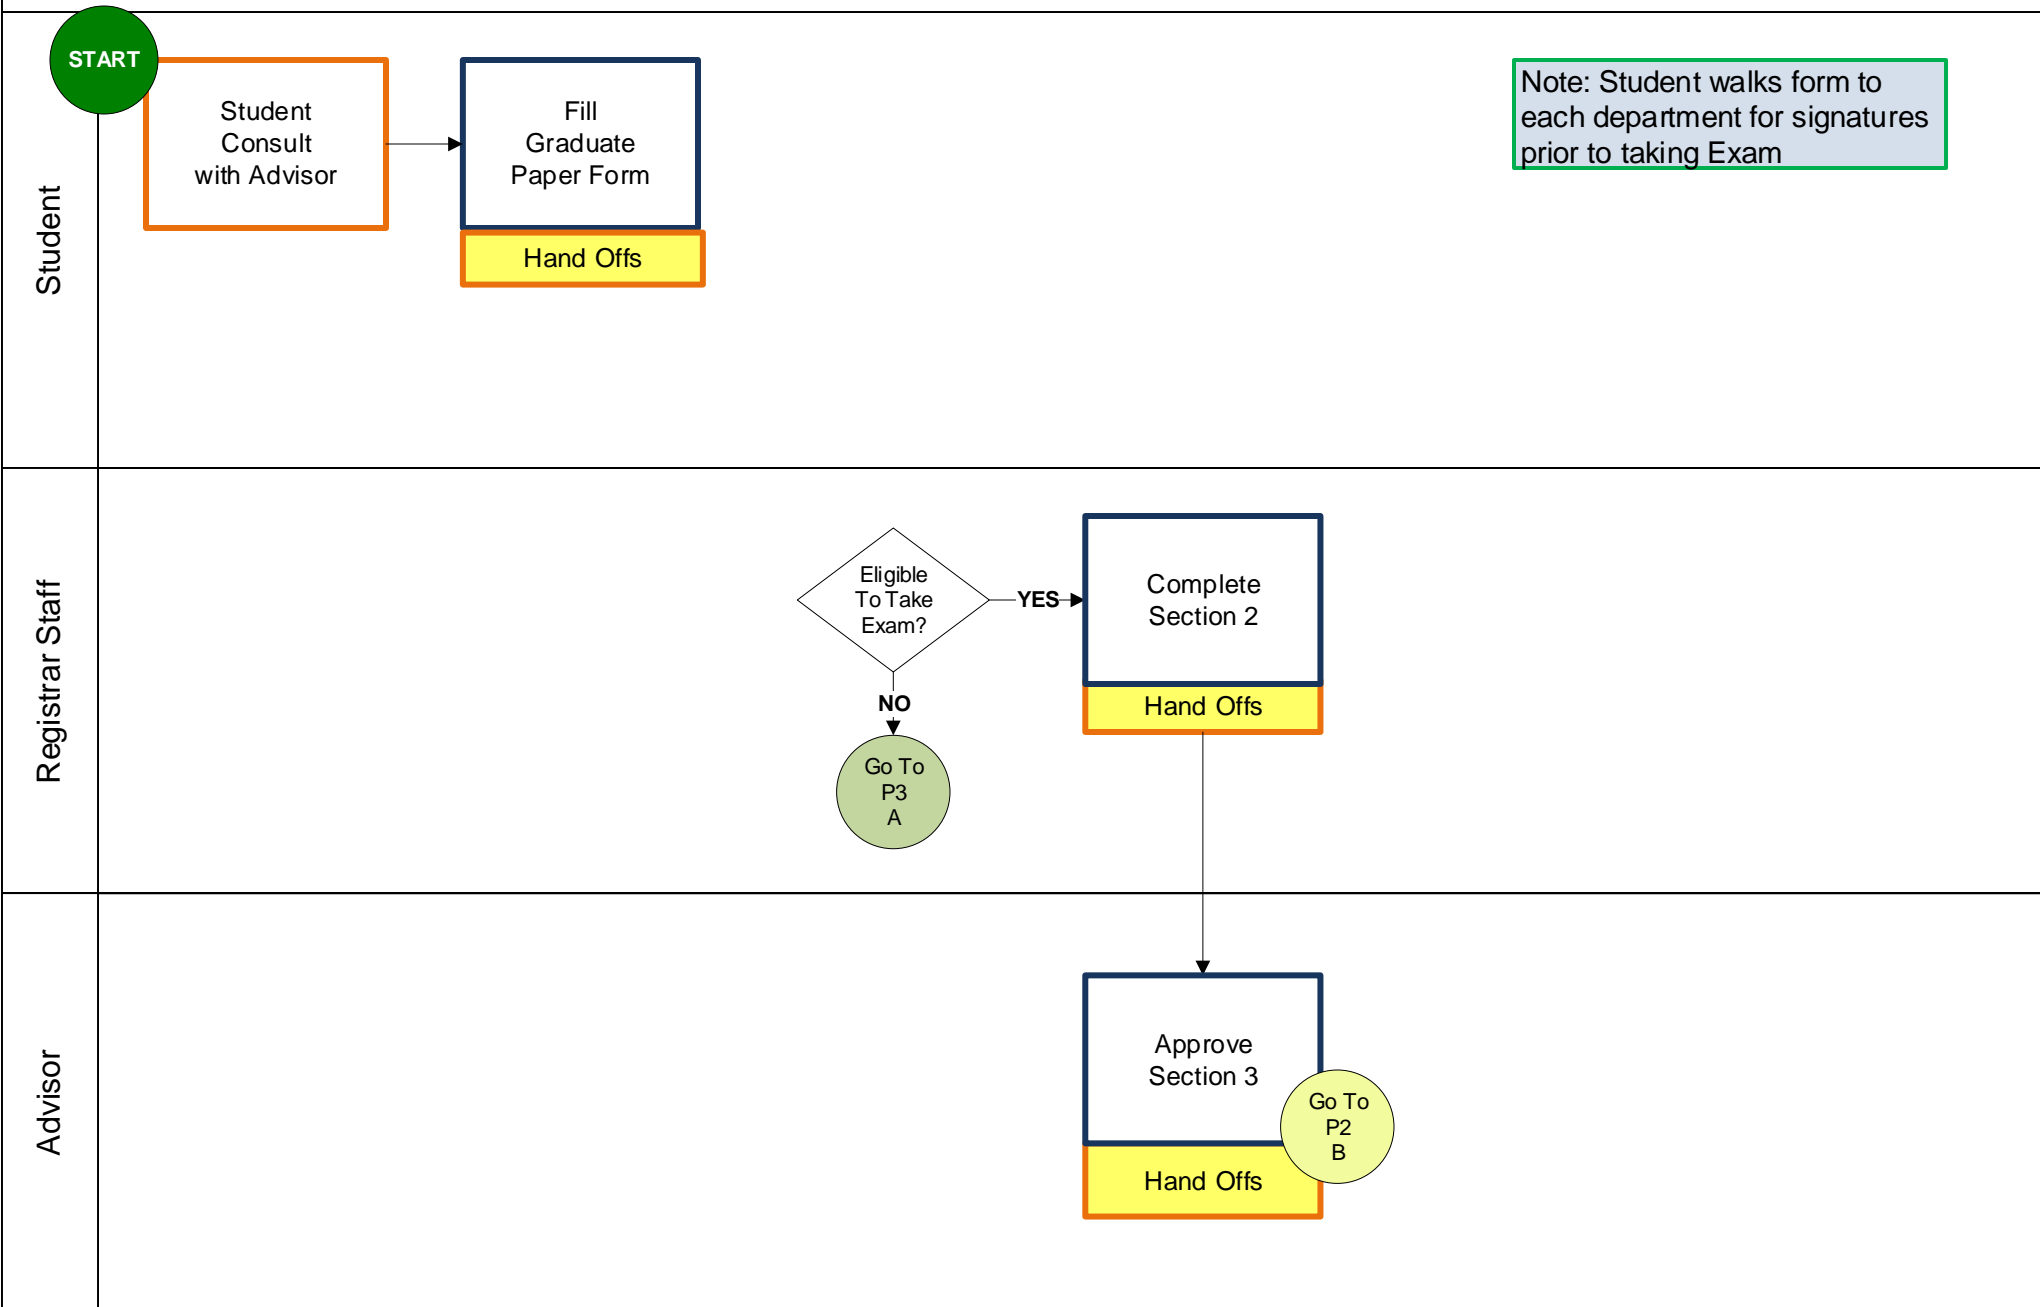 START
Student
Consult
with Advisor
Fill
Graduate
Paper Form
Hand Offs
Note: Student walks form to
each department for signatures
prior to taking Exam
Student
Eligible
To Take
Exam?
YES
NO
Go To
P3
A
Complete
Section 2
Hand Offs
Registrar Staff
Approve
Section 3
Go To
P2
B
Hand Offs
Advisor